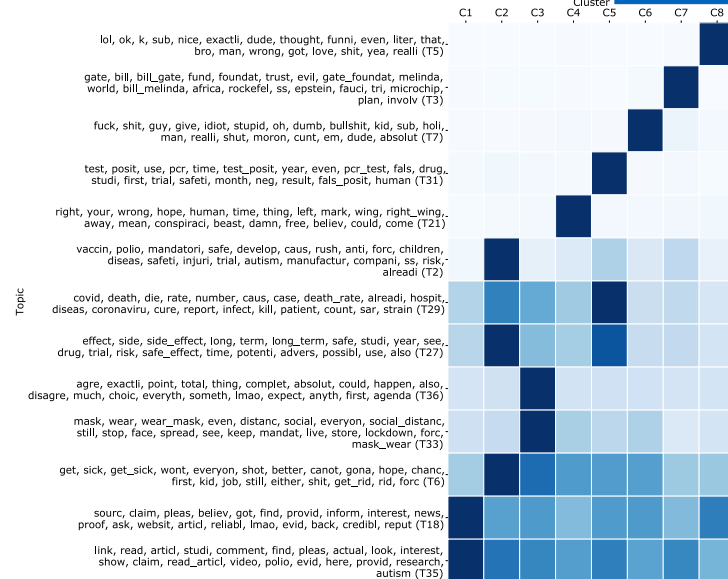 Cluster
C1 C2 C3 C4 C5 C6 C7 C8
lol, ok, k, sub, nice, exactli, dude, thought, funni, even, liter, that,
bro, man, wrong, got, love, shit, yea, realli (T5)
gate, bill, bill_gate, fund, foundat, trust, evil, gate_foundat, melinda,
world, bill_melinda, africa, rockefel, ss, epstein, fauci, tri, microchip,
plan, involv (T3)
fuck, shit, guy, give, idiot, stupid, oh, dumb, bullshit, kid, sub, holi,
man, realli, shut, moron, cunt, em, dude, absolut (T7)
test, posit, use, pcr, time, test_posit, year, even, pcr_test, fals, drug,
studi, first, trial, safeti, month, neg, result, fals_posit, human (T31)
right, your, wrong, hope, human, time, thing, left, mark, wing, right_wing,
away, mean, conspiraci, beast, damn, free, believ, could, come (T21)
vaccin, polio, mandatori, safe, develop, caus, rush, anti, forc, children,
diseas, safeti, injuri, trial, autism, manufactur, compani, ss, risk,
alreadi (T2)
covid, death, die, rate, number, caus, case, death_rate, alreadi, hospit,
diseas, coronaviru, cure, report, infect, kill, patient, count, sar, strain (T29)
effect, side, side_effect, long, term, long_term, safe, studi, year, see,
drug, trial, risk, safe_effect, time, potenti, advers, possibl, use, also (T27)
agre, exactli, point, total, thing, complet, absolut, could, happen, also,
disagre, much, choic, everyth, someth, lmao, expect, anyth, first, agenda (T36)
mask, wear, wear_mask, even, distanc, social, everyon, social_distanc,
still, stop, face, spread, see, keep, mandat, live, store, lockdown, forc,
mask_wear (T33)
get, sick, get_sick, wont, everyon, shot, better, canot, gona, hope, chanc,
first, kid, job, still, either, shit, get_rid, rid, forc (T6)
sourc, claim, pleas, believ, got, find, provid, inform, interest, news,
proof, ask, websit, articl, reliabl, lmao, evid, back, credibl, reput (T18)
link, read, articl, studi, comment, find, pleas, actual, look, interest,
show, claim, read_articl, video, polio, evid, here, provid, research,
autism (T35)
Topic